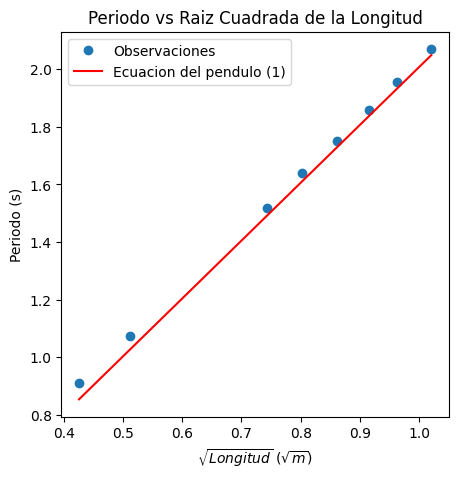 Periodo vs Raiz Cuadrada de la Longitud
Observaciones
Ecuacion del pendulo (1)
Periodo (s)
2.0
1.8
1.6
1.4
1.2
1.0
0.8
0.4 0.5 0.6 0.7 0.8 0.9 1.0
√Longitud (√m)